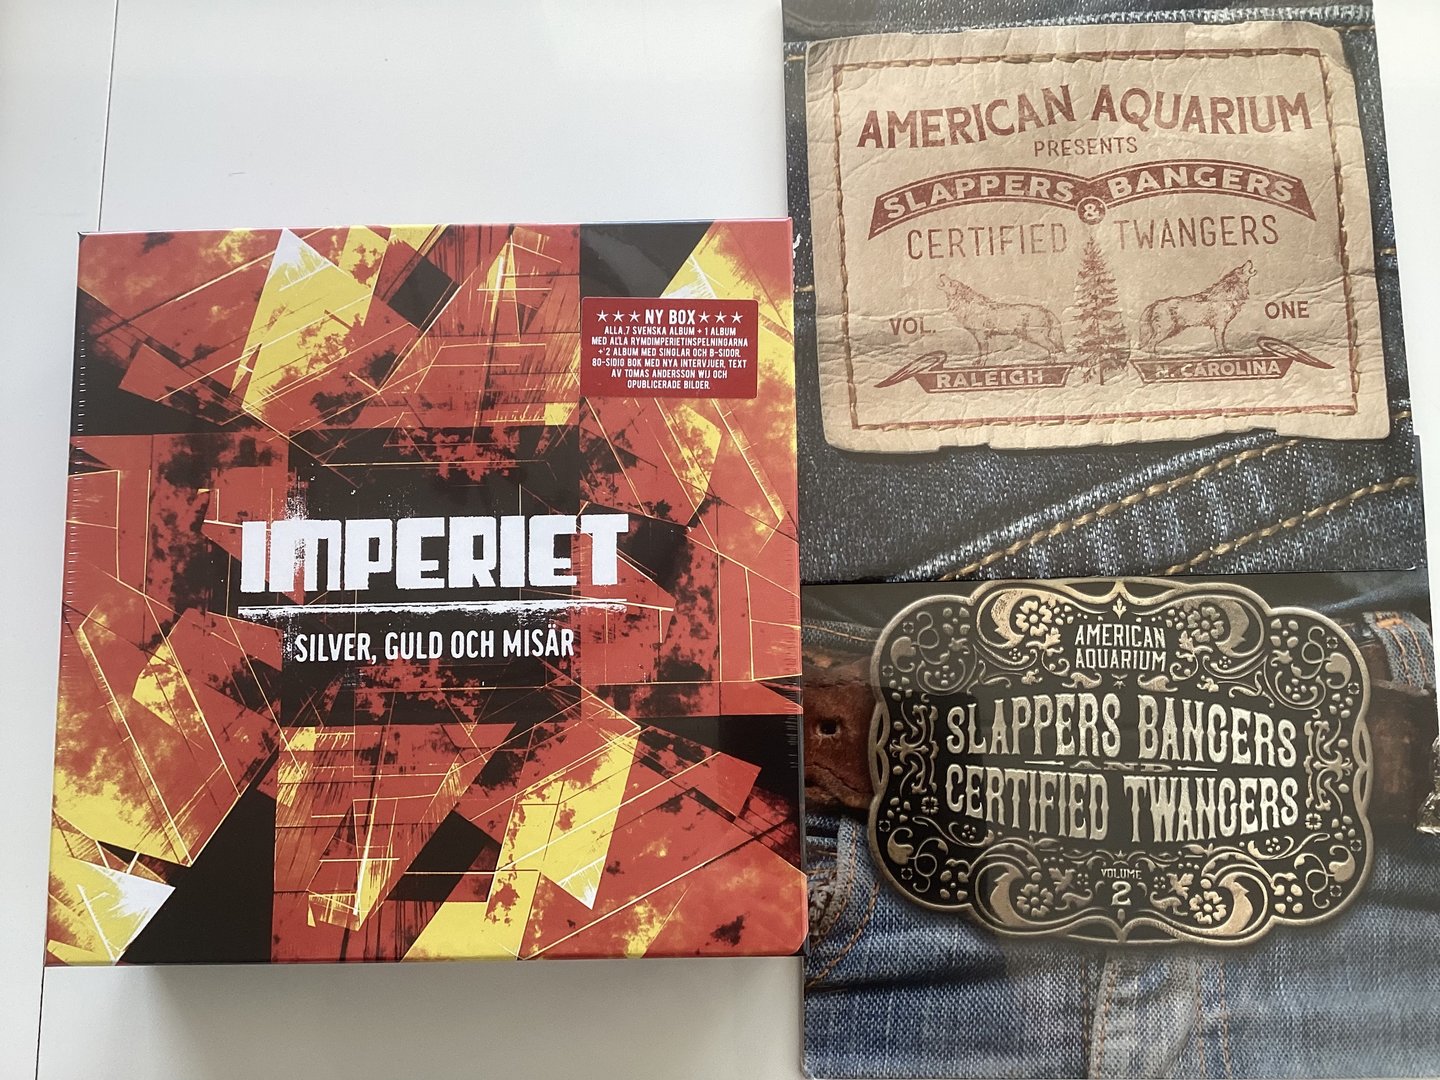 ★★★ NY BOX ★★★
ALLA 7 SVENSKA ALBUM + 1 ALBUM
MED ALLA RYMDIMPERIETINSPELNINGARNA
+ 2 ALBUM MED SINGLAR OCH B-SIDOR.
80-SIDIG BOK MED NYA INTERVJUER, TEXT
AV TOMAS ANDERSSON WIJ OCH
OPUBLICERADE BILDER.
IMPERIET
SILVER, GULD OCH MISÄR
AMERICAN AQUARIUM
PRESENTS
SLAPPERS & BANGERS
CERTIFIED TWANGERS
VOL. ONE
RALEIGH N. CAROLINA
AMERICAN
AQUARIUM
SLAPPERS BANGERS
AND
CERTIFIED TWANGERS
VOLUME
2